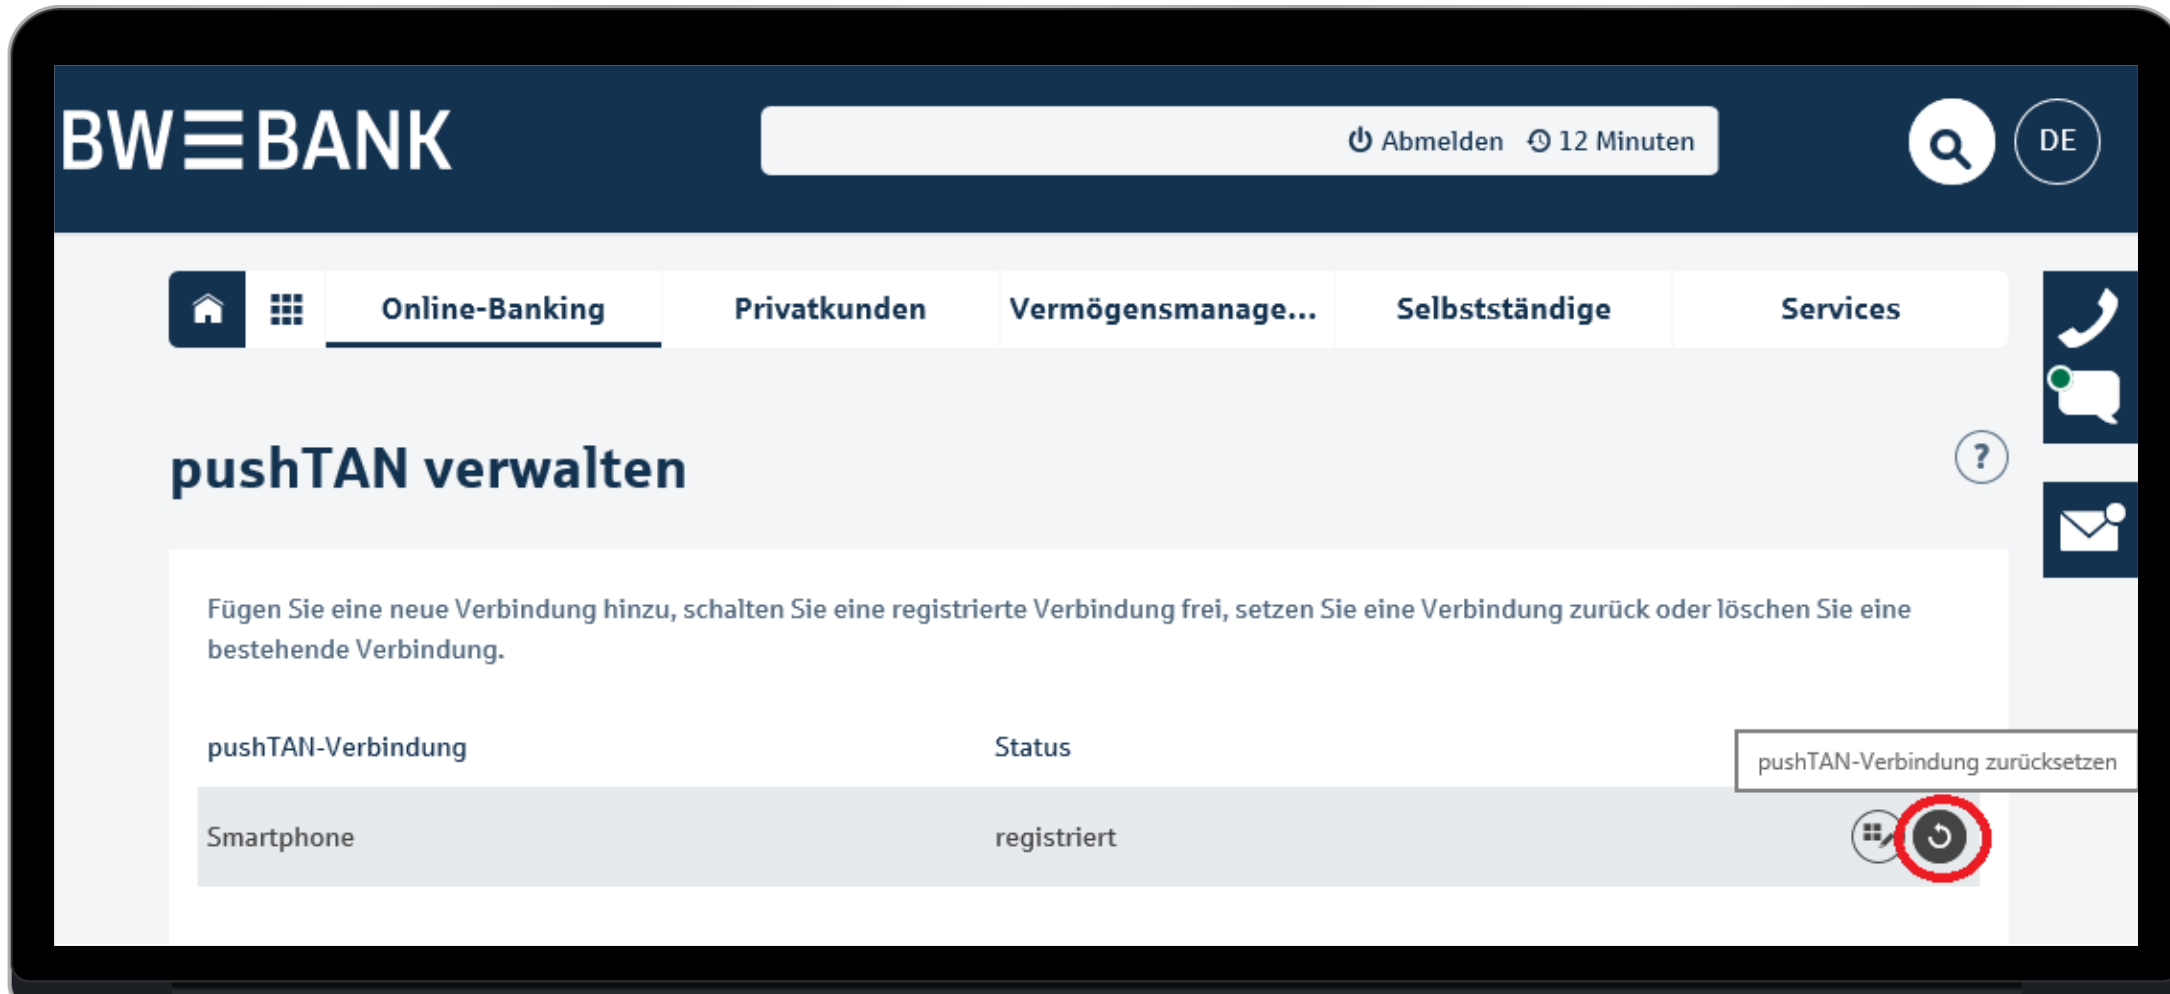 BW BANK
Abmelden 12 Minuten
DE
Online-Banking Privatkunden Vermögensmanage... Selbstständige Services
pushTAN verwalten
?
Fügen Sie eine neue Verbindung hinzu, schalten Sie eine registrierte Verbindung frei, setzen Sie eine Verbindung zurück oder löschen Sie eine
bestehende Verbindung.
pushTAN-Verbindung Status
pushTAN-Verbindung zurücksetzen
Smartphone registriert